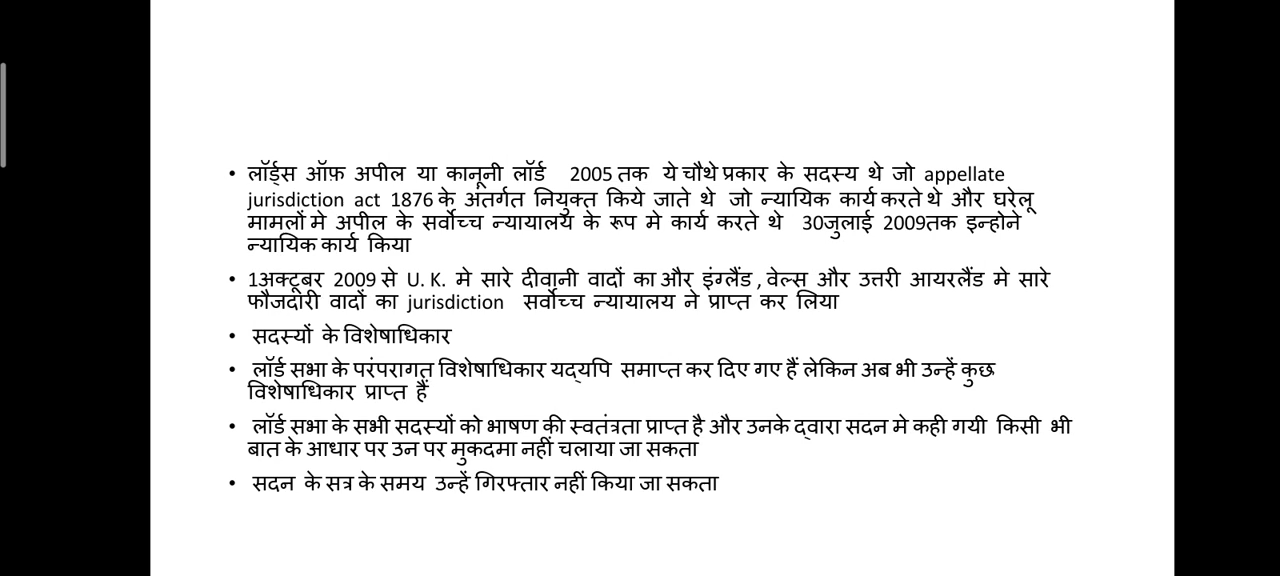 • लॉर्ड्स ऑफ़ अपील या कानूनी लॉर्ड 2005 तक ये चौथे प्रकार के सदस्य थे जो appellate
jurisdiction act 1876 के अंतर्गत नियुक्त किये जाते थे जो न्यायिक कार्य करते थे और घरेलू
मामलों मे अपील के सर्वोच्च न्यायालय के रूप मे कार्य करते थे 30जुलाई 2009तक इन्होने
न्यायिक कार्य किया
• 1अक्टूबर 2009 से U. K. मे सारे दीवानी वादों का और इंग्लैंड , वेल्स और उत्तरी आयरलैंड मे सारे
फौजदारी वादों का jurisdiction सर्वोच्च न्यायालय ने प्राप्त कर लिया
• सदस्यों के विशेषाधिकार
• लॉर्ड सभा के परंपरागत विशेषाधिकार यद्यपि समाप्त कर दिए गए हैं लेकिन अब भी उन्हें कुछ
विशेषाधिकार प्राप्त हैं
• लॉर्ड सभा के सभी सदस्यों को भाषण की स्वतंत्रता प्राप्त है और उनके द्वारा सदन मे कही गयी किसी भी
बात के आधार पर उन पर मुकदमा नहीं चलाया जा सकता
• सदन के सत्र के समय उन्हें गिरफ्तार नहीं किया जा सकता